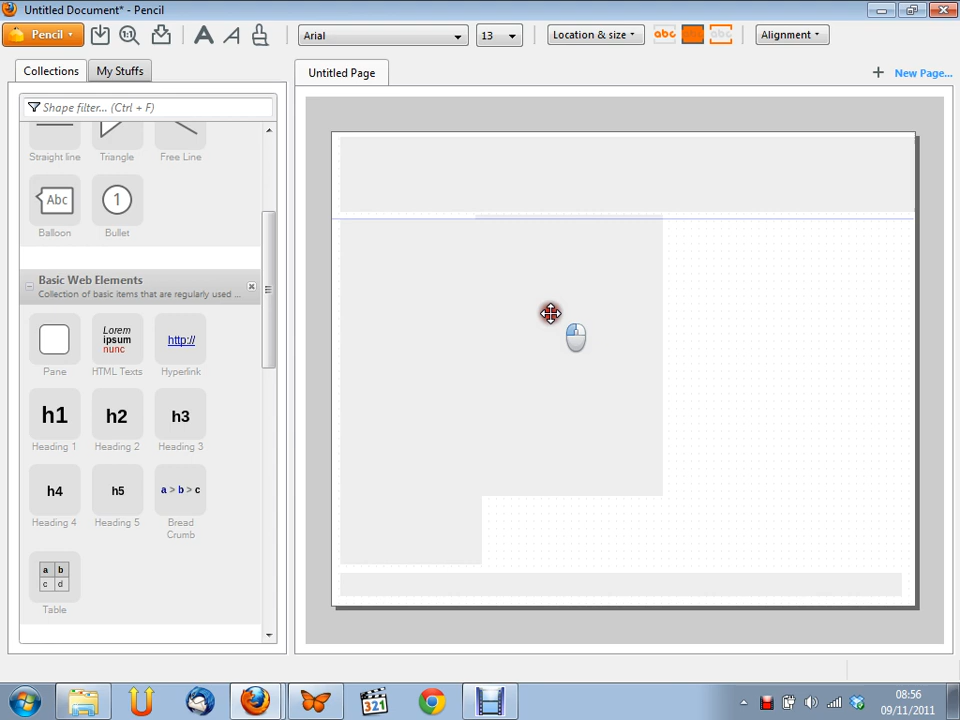 Untitled Document* - Pencil
Pencil
Arial
13
Location & size
abc
abc
abc
Alignment
Collections
My Stuffs
Untitled Page
New Page...
Shape filter... (Ctrl + F)
Straight line
Triangle
Free Line
Abc
1
Balloon
Bullet
Basic Web Elements
Collection of basic items that are regularly used ...
Lorem
ipsum
nunc
http://
Pane
HTML Texts
Hyperlink
h1
h2
h3
Heading 1
Heading 2
Heading 3
h4
h5
a > b > c
Heading 4
Heading 5
Bread
Crumb
a b
c d
Table
321
08:56
09/11/2011